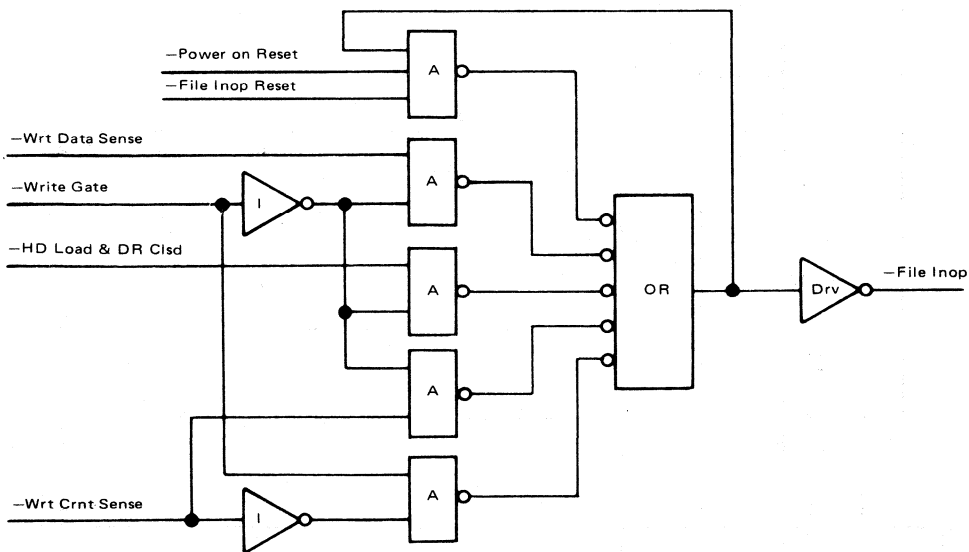 −Power on Reset
A
−File Inop Reset
−Wrt Data Sense
A
−Write Gate
I
−HD Load & DR Clsd
−File Inop
A
OR
Drv
A
A
−Wrt Crnt Sense
I